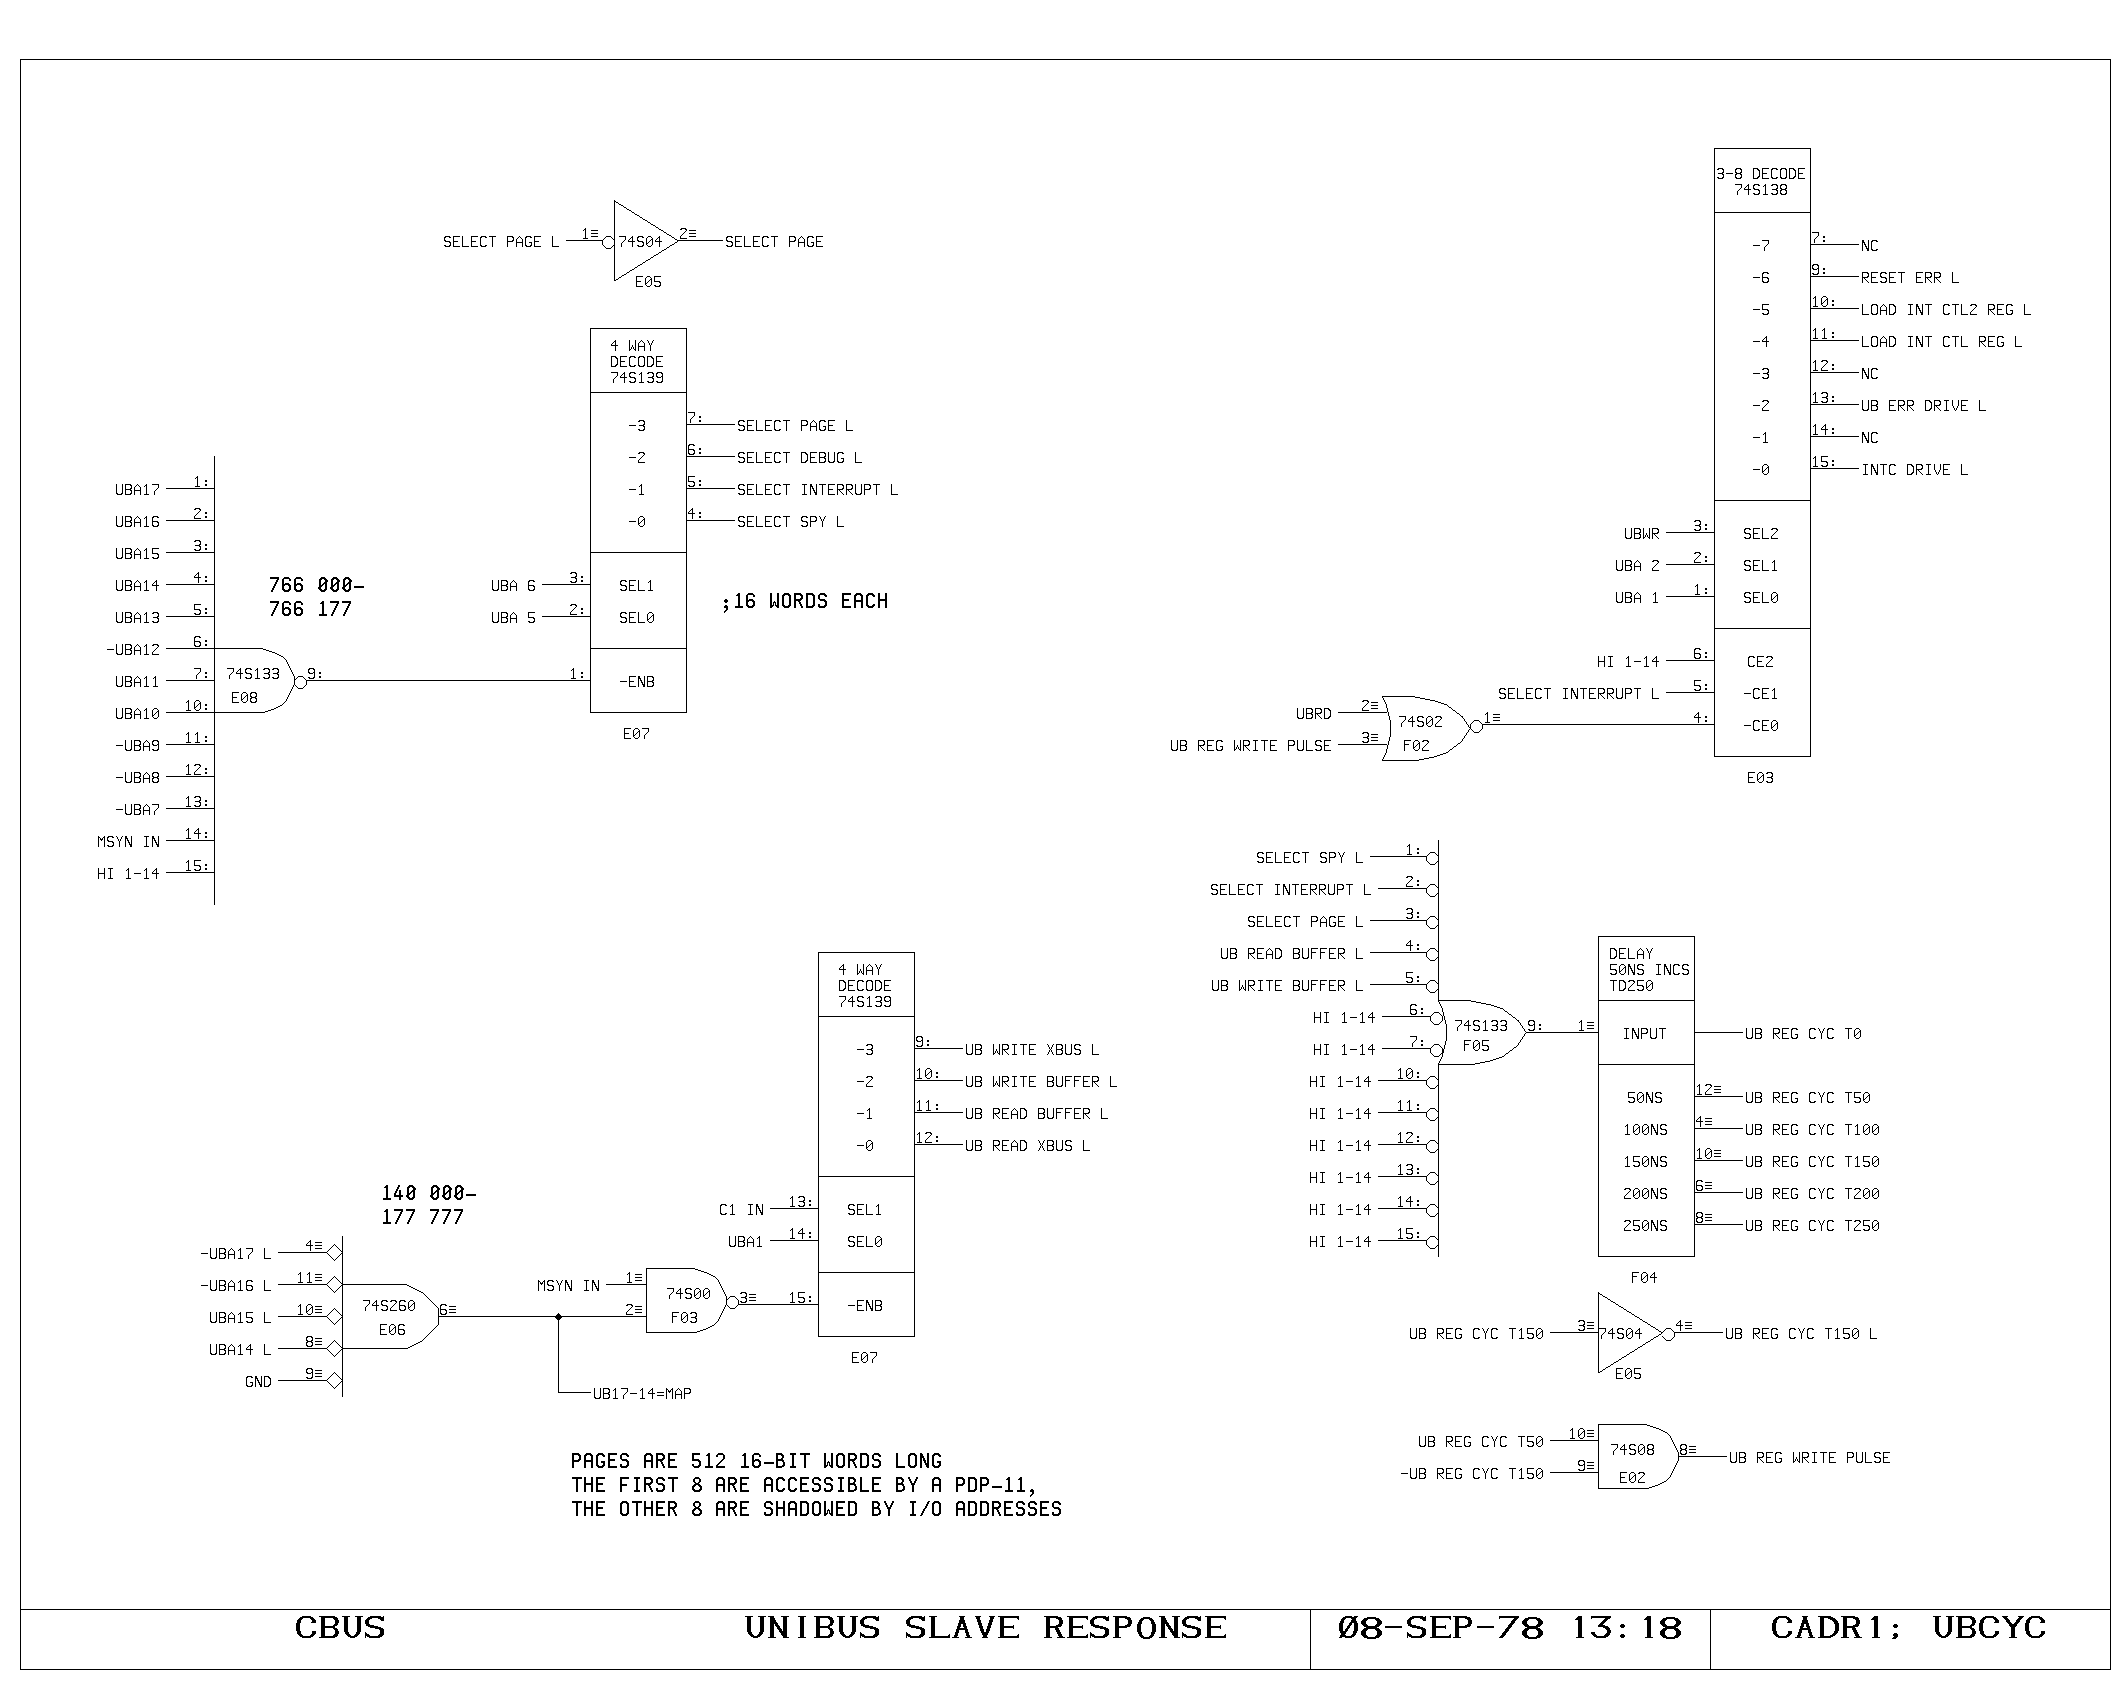 SELECT PAGE L 1≡ 74S04 2≡ SELECT PAGE
E05
4 WAY
DECODE
74S139
-3 7: SELECT PAGE L
-2 6: SELECT DEBUG L
-1 5: SELECT INTERRUPT L
-0 4: SELECT SPY L
UBA 6 3: SEL1
UBA 5 2: SEL0
1: -ENB
E07
;16 WORDS EACH
UBA17 1:
UBA16 2:
UBA15 3:
UBA14 4:
UBA13 5:
-UBA12 6:
UBA11 7:
UBA10 10:
-UBA9 11:
-UBA8 12:
-UBA7 13:
MSYN IN 14:
HI 1-14 15:
766 000-
766 177
74S133 9:
E08
4 WAY
DECODE
74S139
-3 9: UB WRITE XBUS L
-2 10: UB WRITE BUFFER L
-1 11: UB READ BUFFER L
-0 12: UB READ XBUS L
C1 IN 13: SEL1
UBA1 14: SEL0
15: -ENB
E07
140 000-
177 777
-UBA17 L 4≡
-UBA16 L 11≡
UBA15 L 10≡
UBA14 L 8≡
GND 9≡
74S260 6≡
E06
MSYN IN 1≡
2≡
74S00 3≡
F03
UB17-14=MAP
PAGES ARE 512 16-BIT WORDS LONG
THE FIRST 8 ARE ACCESSIBLE BY A PDP-11,
THE OTHER 8 ARE SHADOWED BY I/O ADDRESSES
3-8 DECODE
74S138
-7 7: NC
-6 9: RESET ERR L
-5 10: LOAD INT CTL2 REG L
-4 11: LOAD INT CTL REG L
-3 12: NC
-2 13: UB ERR DRIVE L
-1 14: NC
-0 15: INTC DRIVE L
UBWR 3: SEL2
UBA 2 2: SEL1
UBA 1 1: SEL0
HI 1-14 6: CE2
SELECT INTERRUPT L 5: -CE1
4: -CE0
E03
UBRD 2≡
UB REG WRITE PULSE 3≡
74S02 1≡
F02
SELECT SPY L 1:
SELECT INTERRUPT L 2:
SELECT PAGE L 3:
UB READ BUFFER L 4:
UB WRITE BUFFER L 5:
HI 1-14 6:
HI 1-14 7:
HI 1-14 10:
HI 1-14 11:
HI 1-14 12:
HI 1-14 13:
HI 1-14 14:
HI 1-14 15:
74S133 9:
F05
DELAY
50NS INCS
TD250
1≡ INPUT UB REG CYC T0
50NS 12≡ UB REG CYC T50
100NS 4≡ UB REG CYC T100
150NS 10≡ UB REG CYC T150
200NS 6≡ UB REG CYC T200
250NS 8≡ UB REG CYC T250
F04
UB REG CYC T150 3≡ 74S04 4≡ UB REG CYC T150 L
E05
UB REG CYC T50 10≡
-UB REG CYC T150 9≡
74S08 8≡ UB REG WRITE PULSE
E02
CBUS UNIBUS SLAVE RESPONSE 08-SEP-78 13:18 CADR1; UBCYC